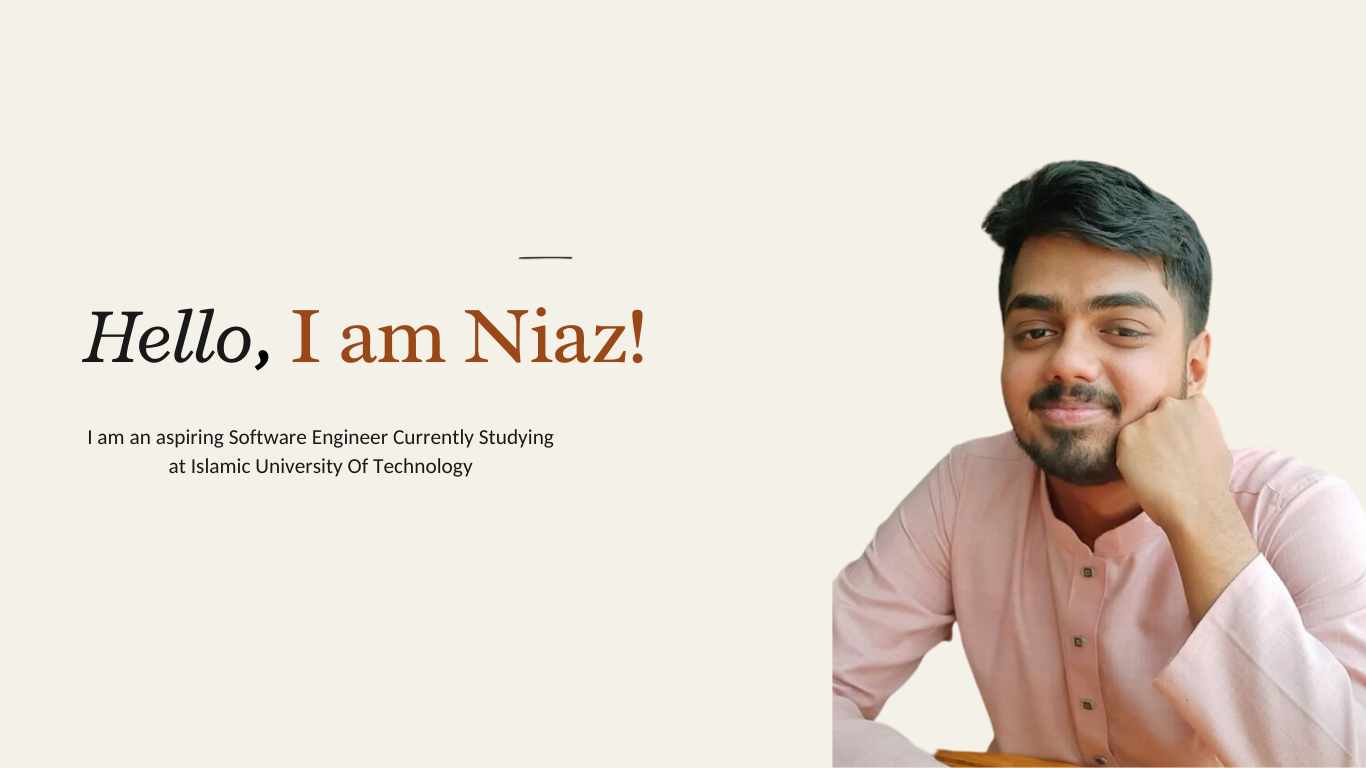 Hello, I am Niaz!
I am an aspiring Software Engineer Currently Studying
at Islamic University Of Technology